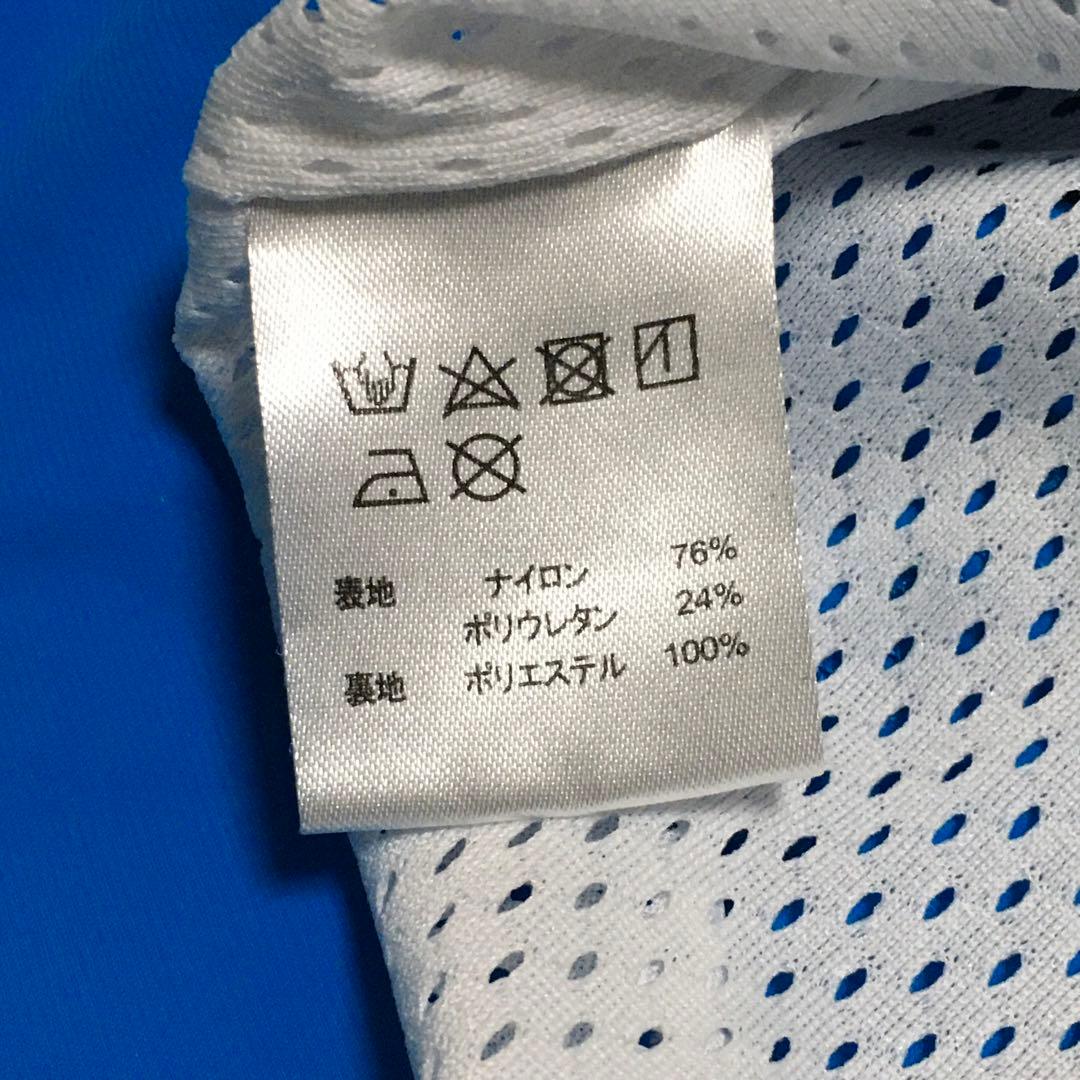 表地 ナイロン 76%
ポリウレタン 24%
裏地 ポリエステル 100%